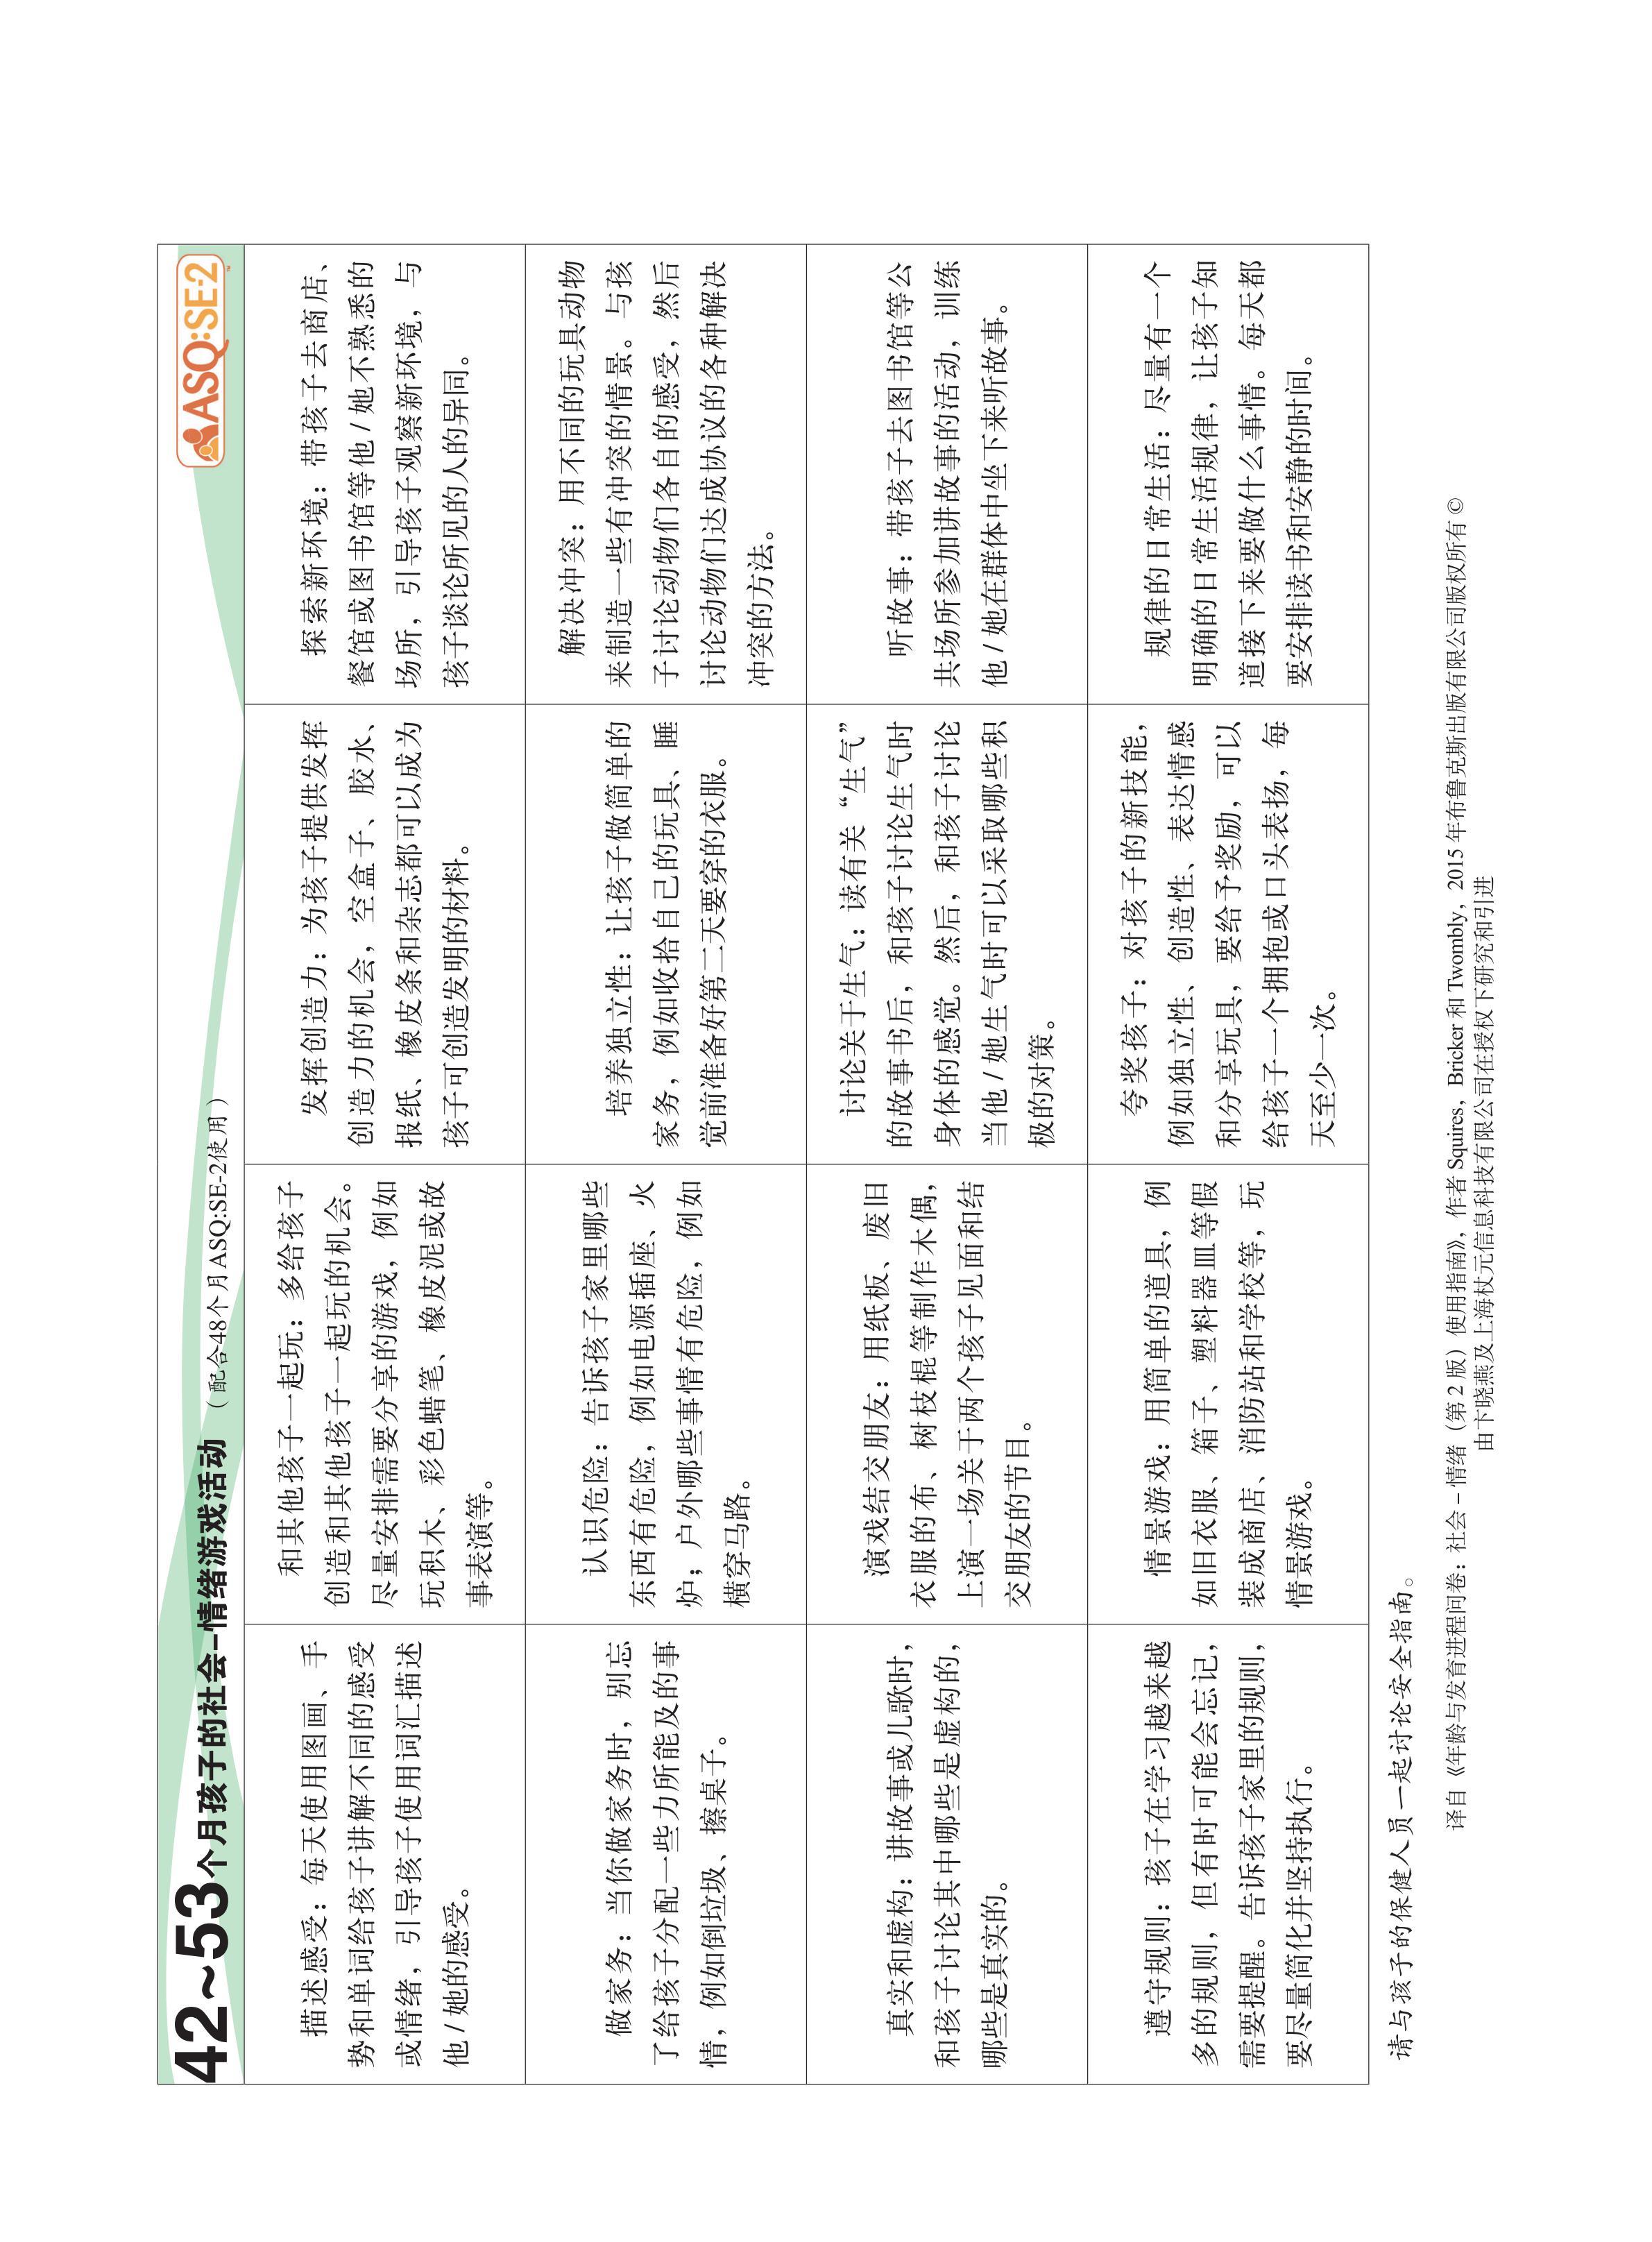 42~53个月孩子的社会-情绪游戏活动（配合48个月ASQ:SE-2使用）
ASQ:SE-2™
描述感受：每天使用图画、手
势和单词给孩子讲解不同的感受
或情绪，引导孩子使用词汇描述
他/她的感受。
和其他孩子一起玩：多给孩子
创造和其他孩子一起玩的机会。
尽量安排需要分享的游戏，例如
玩积木、彩色蜡笔、橡皮泥或故
事表演等。
发挥创造力：为孩子提供发挥
创造力的机会，空盒子、胶水、
报纸、橡皮条和杂志都可以成为
孩子可创造发明的材料。
探索新环境：带孩子去商店、
餐馆或图书馆等他/她不熟悉的
场所，引导孩子观察新环境，与
孩子谈论所见的人的异同。
做家务：当你做家务时，别忘
了给孩子分配一些力所能及的事
情，例如倒垃圾、擦桌子。
认识危险：告诉孩子家里哪些
东西有危险，例如电源插座、火
炉；户外哪些事情有危险，例如
横穿马路。
培养独立性：让孩子做简单的
家务，例如收拾自己的玩具、睡
觉前准备好第二天要穿的衣服。
解决冲突：用不同的玩具动物
来制造一些有冲突的情景。与孩
子讨论动物们各自的感受，然后
讨论动物们达成协议的各种解决
冲突的方法。
真实和虚构：讲故事或儿歌时，
和孩子讨论其中哪些是虚构的，
哪些是真实的。
演戏结交朋友：用纸板、废旧
衣服的布、树枝棍等制作木偶，
上演一场关于两个孩子见面和结
交朋友的节目。
讨论关于生气：读有关“生气”
的故事书后，和孩子讨论生气时
身体的感觉。然后，和孩子讨论
当他/她生气时可以采取哪些积
极的对策。
听故事：带孩子去图书馆等公
共场所参加讲故事的活动，训练
他/她在群体中坐下来听故事。
遵守规则：孩子在学习越来越
多的规则，但有时可能会忘记，
需要提醒。告诉孩子家里的规则，
要尽量简化并坚持执行。
情景游戏：用简单的道具，例
如旧衣服、箱子、塑料器皿等假
装成商店、消防站和学校等，玩
情景游戏。
夸奖孩子：对孩子的新技能，
例如独立性、创造性、表达情感
和分享玩具，要给予奖励，可以
给孩子一个拥抱或口头表扬，每
天至少一次。
规律的日常生活：尽量有一个
明确的日常生活规律，让孩子知
道接下来要做什么事情。每天都
要安排读书和安静的时间。
请与孩子的保健人员一起讨论安全指南。
译自《年龄与发育进程问卷：社会-情绪（第2版）使用指南》，作者 Squires，Bricker 和 Twombly，2015 年布鲁克斯出版有限公司版权所有 ©
由卞晓燕及上海杖元信息科技有限公司在授权下研究和引进